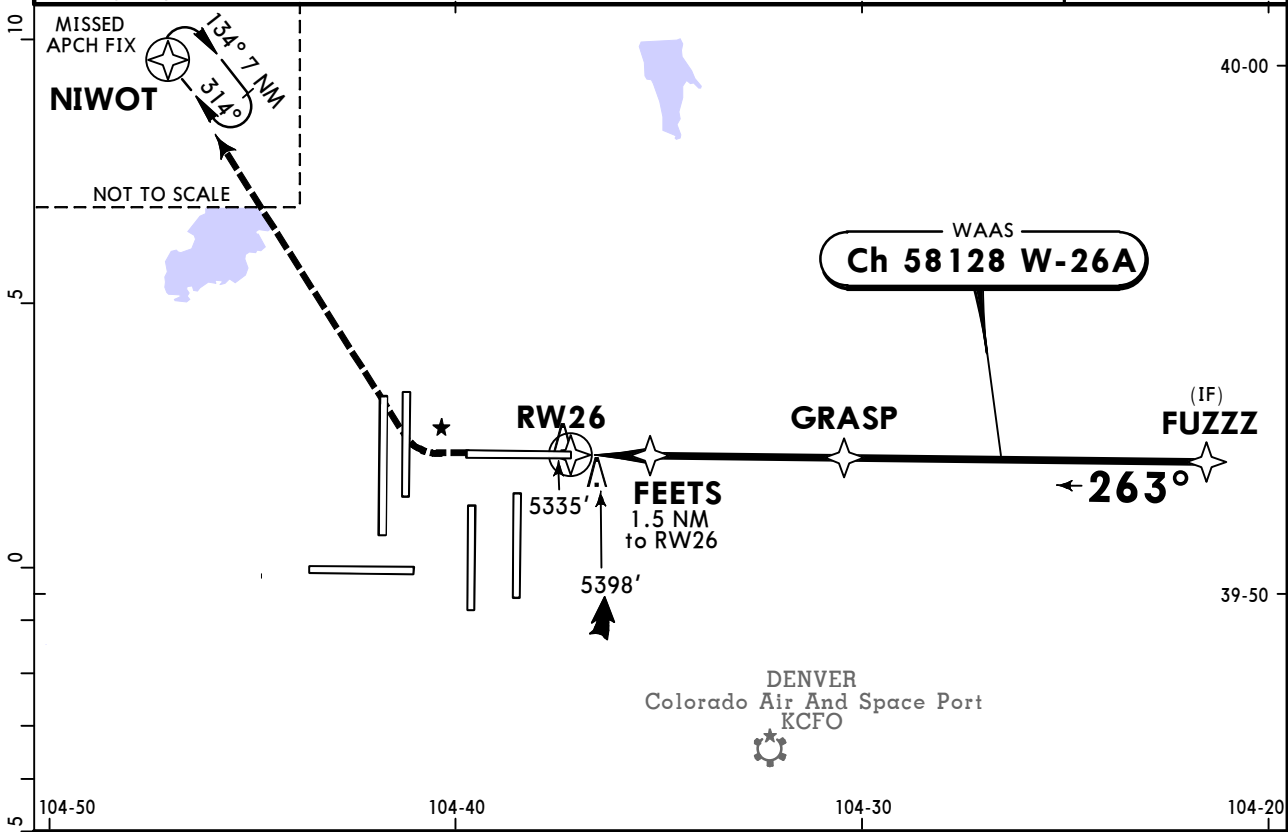 10
MISSED
APCH FIX
134° 7 NM
314°
NIWOT
NOT TO SCALE
40-00
WAAS
Ch 58128 W-26A
5
(IF)
FUZZZ
RW26
GRASP
263°
FEETS
1.5 NM
to RW26
5335'
5398'
0
39-50
DENVER
Colorado Air And Space Port
KCFO
5
104-50
104-40
104-30
104-20